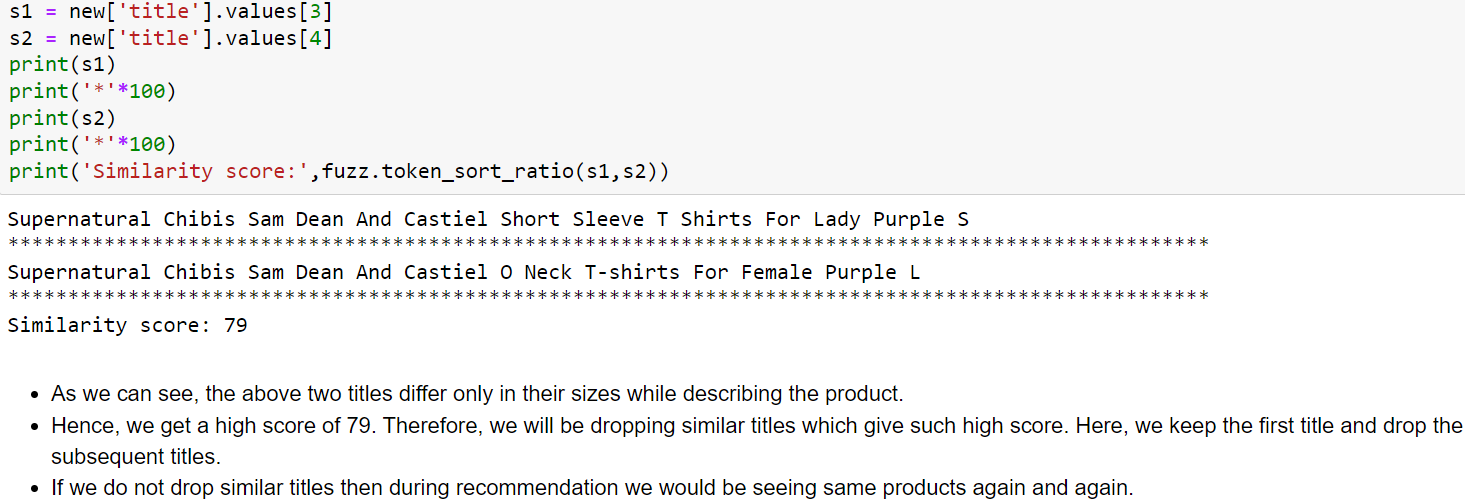 s1 = new['title'].values[3]
s2 = new['title'].values[4]
print(s1)
print('*'*100)
print(s2)
print('*'*100)
print('Similarity score:',fuzz.token_sort_ratio(s1,s2))
Supernatural Chibis Sam Dean And Castiel Short Sleeve T Shirts For Lady Purple S
****************************************************************************************************
Supernatural Chibis Sam Dean And Castiel O Neck T-shirts For Female Purple L
****************************************************************************************************
Similarity score: 79
• As we can see, the above two titles differ only in their sizes while describing the product.
• Hence, we get a high score of 79. Therefore, we will be dropping similar titles which give such high score. Here, we keep the first title and drop the
subsequent titles.
• If we do not drop similar titles then during recommendation we would be seeing same products again and again.